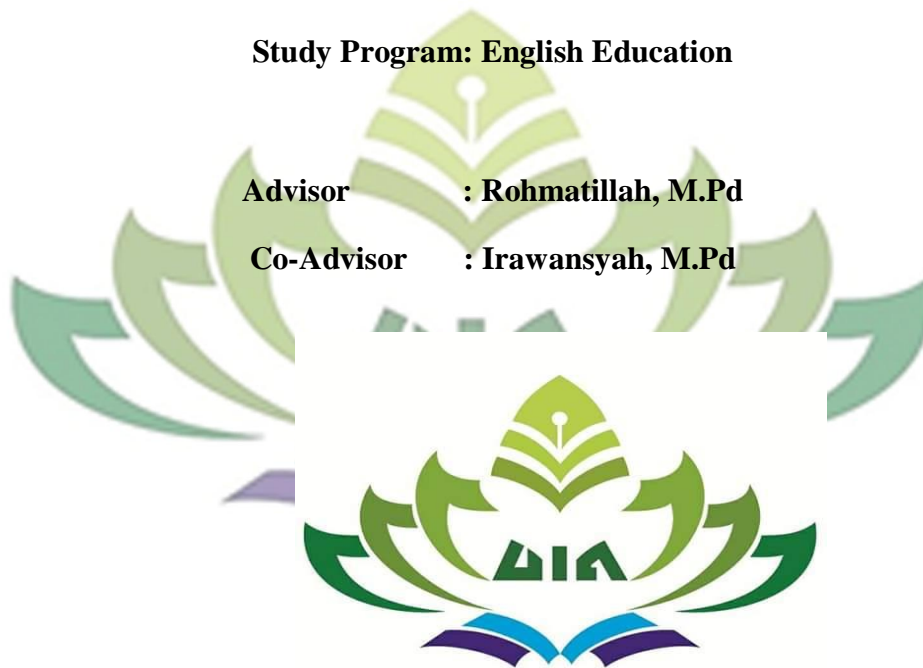 Study Program: English Education
Advisor : Rohmatillah, M.Pd
Co-Advisor : Irawansyah, M.Pd
UIN